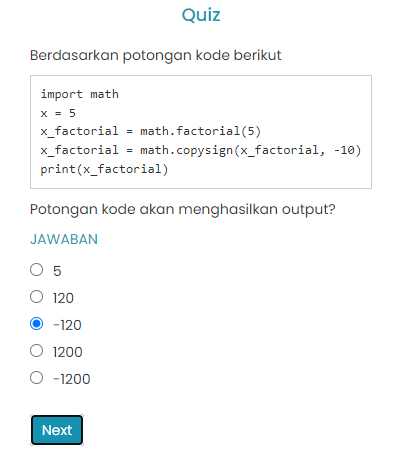 Quiz
Berdasarkan potongan kode berikut
import math
x = 5
x_factorial = math.factorial(5)
x_factorial = math.copysign(x_factorial, -10)
print(x_factorial)
Potongan kode akan menghasilkan output?
JAWABAN
5
120
-120
1200
-1200
Next